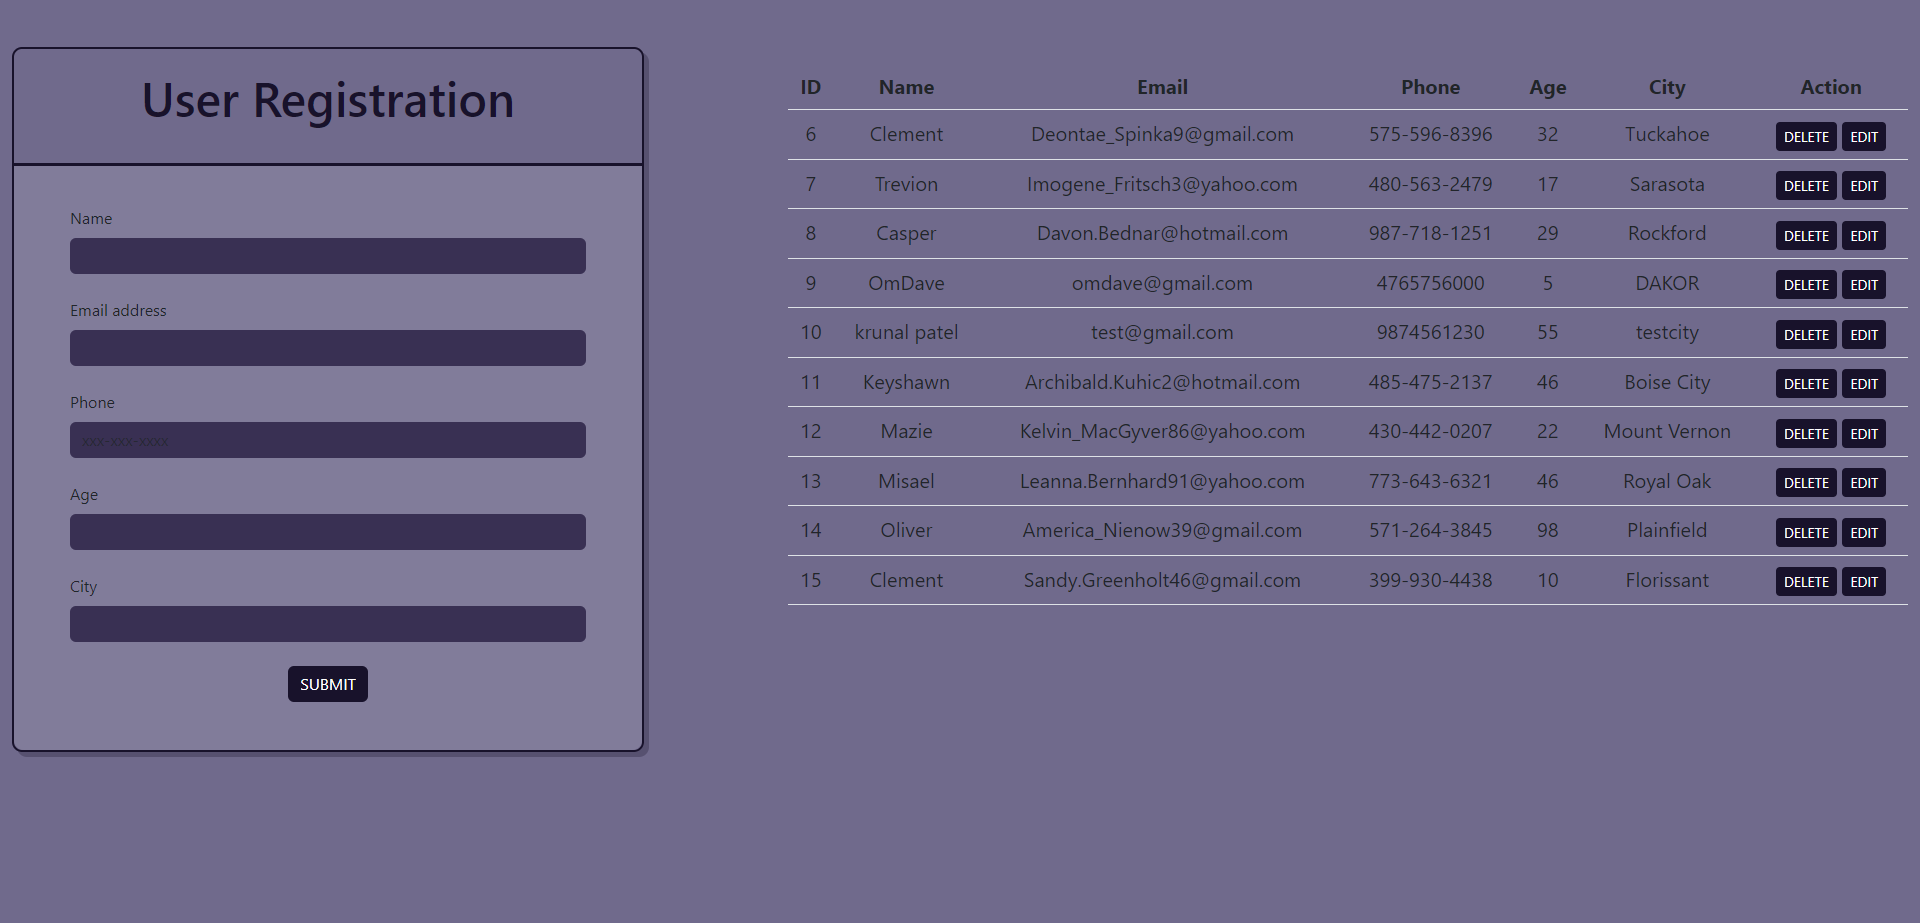 User Registration
Name
Email address
Phone
xxx-xxx-xxxx
Age
City
SUBMIT
ID Name Email Phone Age City Action
6 Clement Deontae_Spinka9@gmail.com 575-596-8396 32 Tuckahoe DELETE EDIT
7 Trevion Imogene_Fritsch3@yahoo.com 480-563-2479 17 Sarasota DELETE EDIT
8 Casper Davon.Bednar@hotmail.com 987-718-1251 29 Rockford DELETE EDIT
9 OmDave omdave@gmail.com 4765756000 5 DAKOR DELETE EDIT
10 krunal patel test@gmail.com 9874561230 55 testcity DELETE EDIT
11 Keyshawn Archibald.Kuhic2@hotmail.com 485-475-2137 46 Boise City DELETE EDIT
12 Mazie Kelvin_MacGyver86@yahoo.com 430-442-0207 22 Mount Vernon DELETE EDIT
13 Misael Leanna.Bernhard91@yahoo.com 773-643-6321 46 Royal Oak DELETE EDIT
14 Oliver America_Nienow39@gmail.com 571-264-3845 98 Plainfield DELETE EDIT
15 Clement Sandy.Greenholt46@gmail.com 399-930-4438 10 Florissant DELETE EDIT